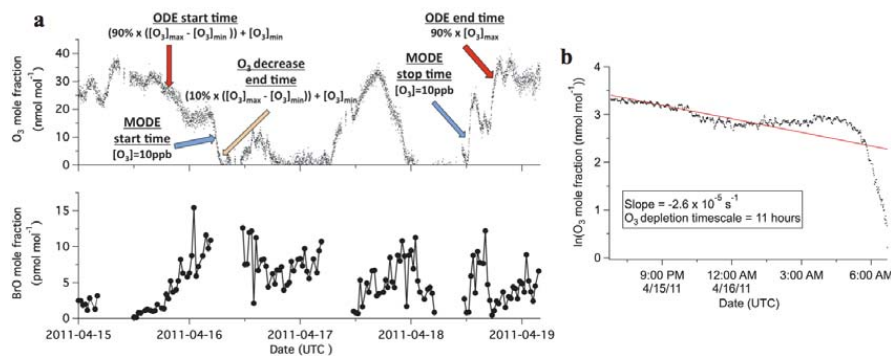 a
ODE start time
(90% x ([O3]max - [O3]min )) + [O3]min
ODE end time
90% x [O3]max
O3 decrease
end time
(10% x ([O3]max - [O3]min)) + [O3]min
MODE
stop time
[O3]=10ppb
MODE
start time
[O3]=10ppb
O3 mole fraction
(nmol mol-1)
40
30
20
10
0
BrO mole fraction
(pmol mol-1)
15
10
5
0
2011-04-15
2011-04-16
2011-04-17
2011-04-18
2011-04-19
Date (UTC)
b
ln(O3 mole fraction (nmol mol-1))
4
3
2
1
0
Slope = -2.6 x 10-5 s-1
O3 depletion timescale = 11 hours
9:00 PM
4/15/11
12:00 AM
4/16/11
3:00 AM
6:00 AM
Date (UTC)